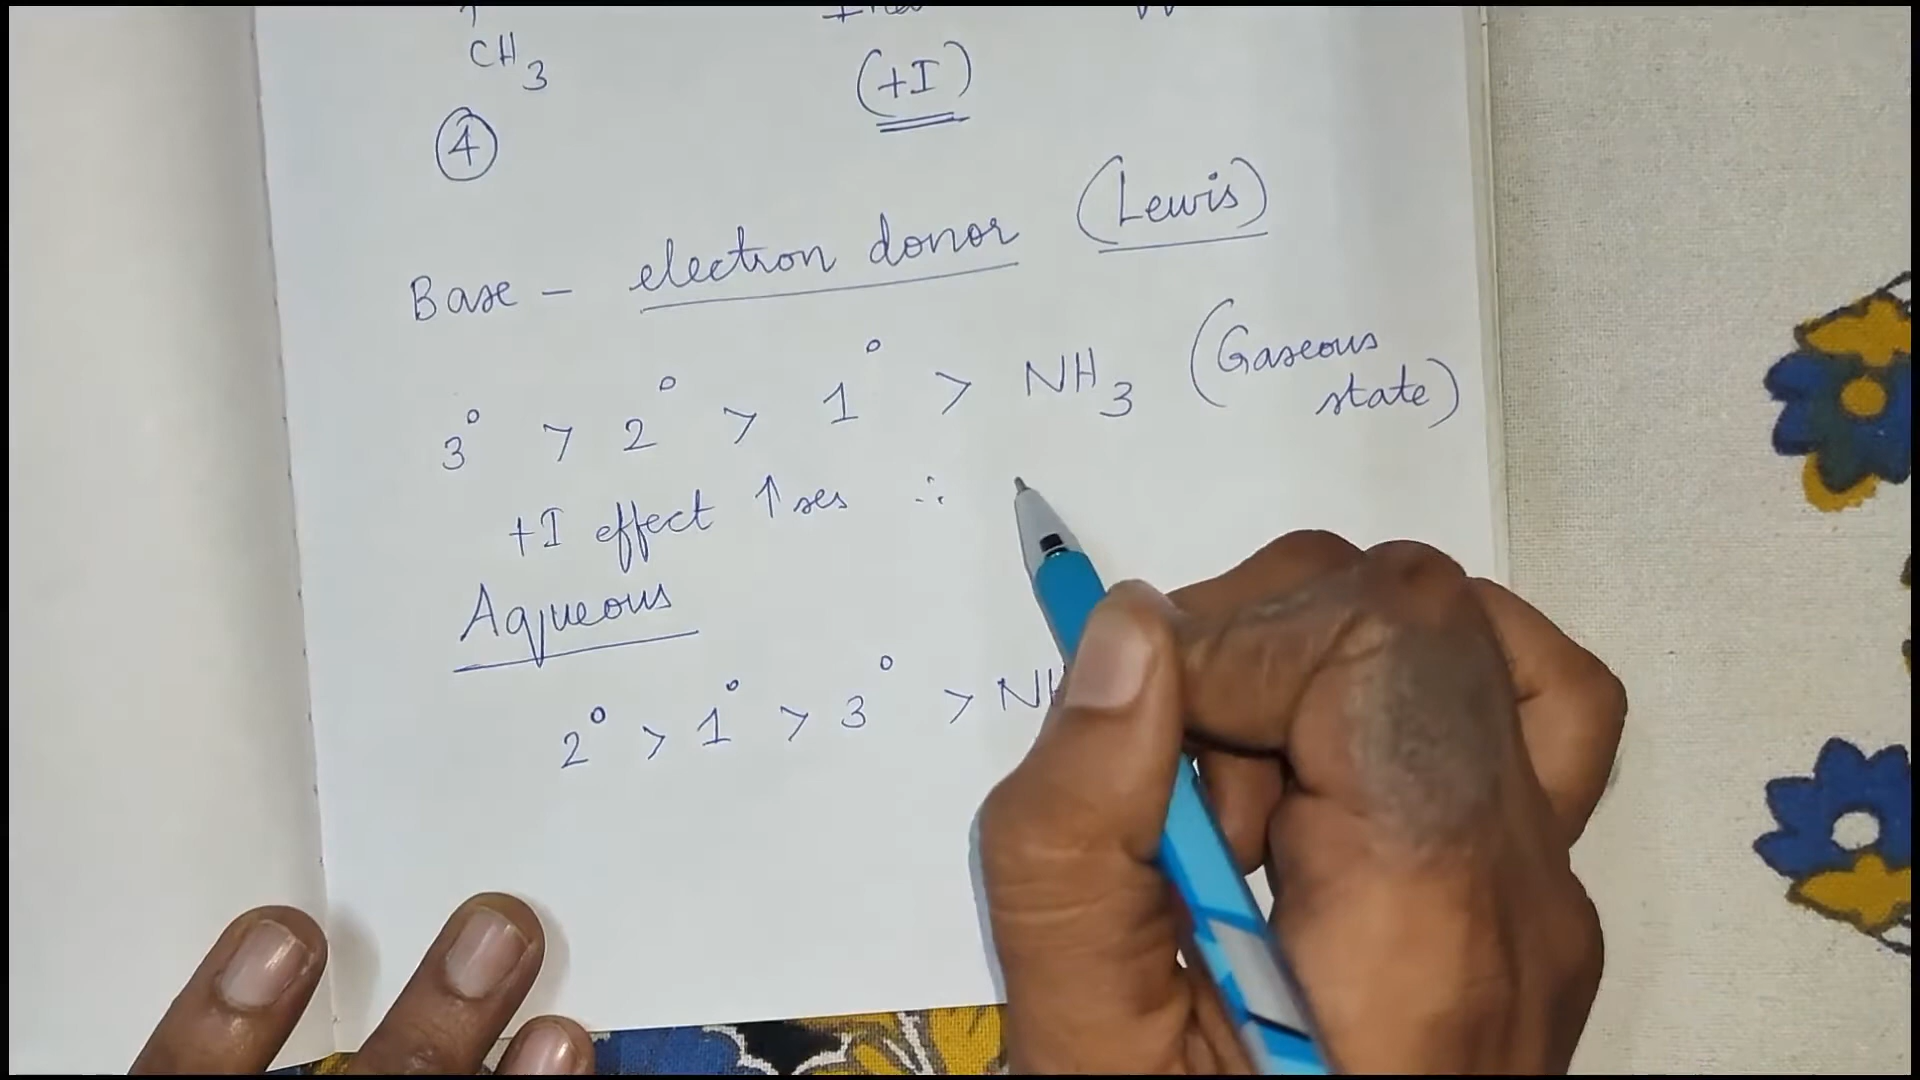 CH3
(+I)
4
Base - electron donor (Lewis)
3° > 2° > 1° > NH3 (Gaseous state)
+I effect ↑ses ∴
Aqueous
2° > 1° > 3° > NH